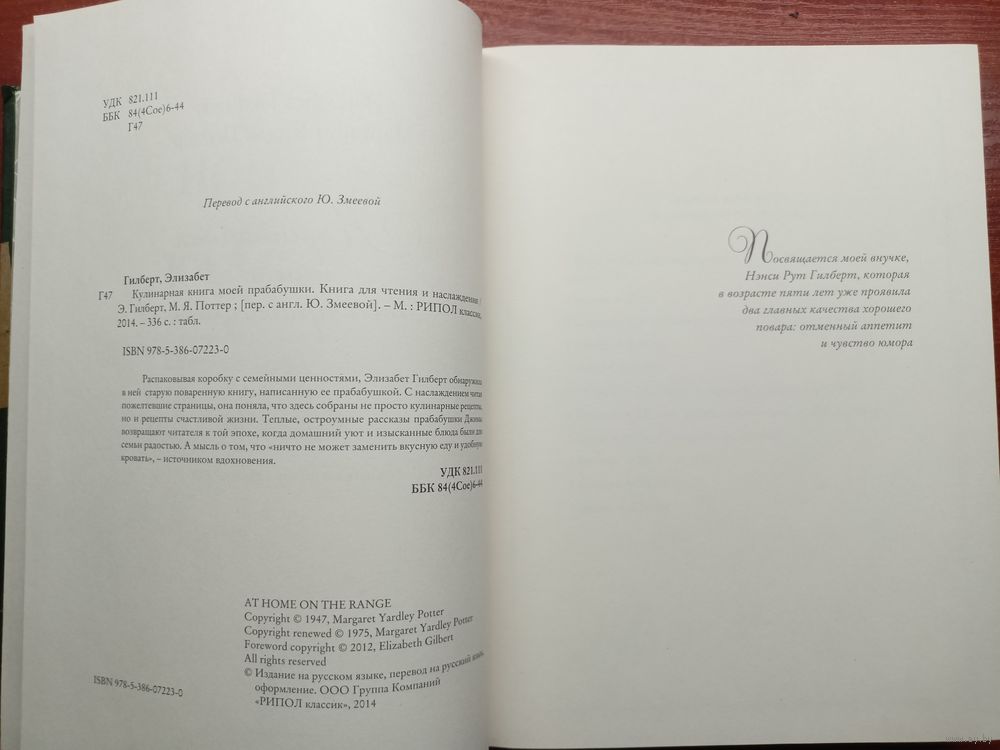 УДК 821.111
ББК 84(4Сое)6-44
Г47
Перевод с английского Ю. Змеевой
Гилберт, Элизабет
Г47 Кулинарная книга моей прабабушки. Книга для чтения и наслаждения /
Э. Гилберт, М. Я. Поттер ; [пер. с англ. Ю. Змеевой]. – М. : РИПОЛ классик,
2014. – 336 с. : табл.
ISBN 978-5-386-07223-0
Распаковывая коробку с семейными ценностями, Элизабет Гилберт обнаружила
в ней старую поваренную книгу, написанную ее прабабушкой. С наслаждением читая
пожелтевшие страницы, она поняла, что здесь собраны не просто кулинарные рецепты,
но и рецепты счастливой жизни. Теплые, остроумные рассказы прабабушки Джимы
возвращают читателя к той эпохе, когда домашний уют и изысканные блюда были для
семьи радостью. А мысль о том, что «ничто не может заменить вкусную еду и удобную
кровать», – источником вдохновения.
УДК 821.111
ББК 84(4Сое)6-44
AT HOME ON THE RANGE
Copyright © 1947, Margaret Yardley Potter
Copyright renewed © 1975, Margaret Yardley Potter
Foreword copyright © 2012, Elizabeth Gilbert
All rights reserved
© Издание на русском языке, перевод на русский язык,
оформление. ООО Группа Компаний
«РИПОЛ классик», 2014
ISBN 978-5-386-07223-0
Посвящается моей внучке,
Нэнси Рут Гилберт, которая
в возрасте пяти лет уже проявила
два главных качества хорошего
повара: отменный аппетит
и чувство юмора